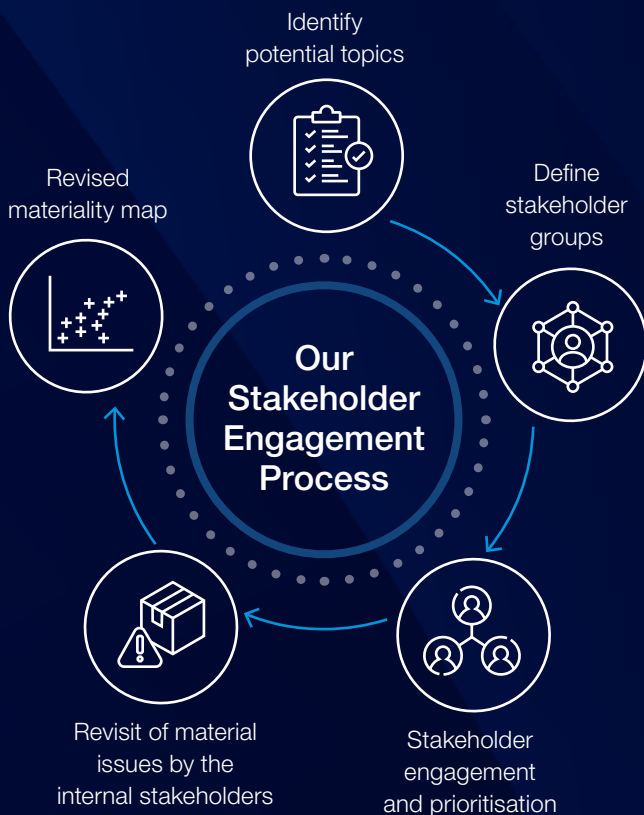 Identify
potential topics
Define
stakeholder
groups
Revised
materiality map
Our
Stakeholder
Engagement
Process
Stakeholder
engagement
and prioritisation
Revisit of material
issues by the
internal stakeholders